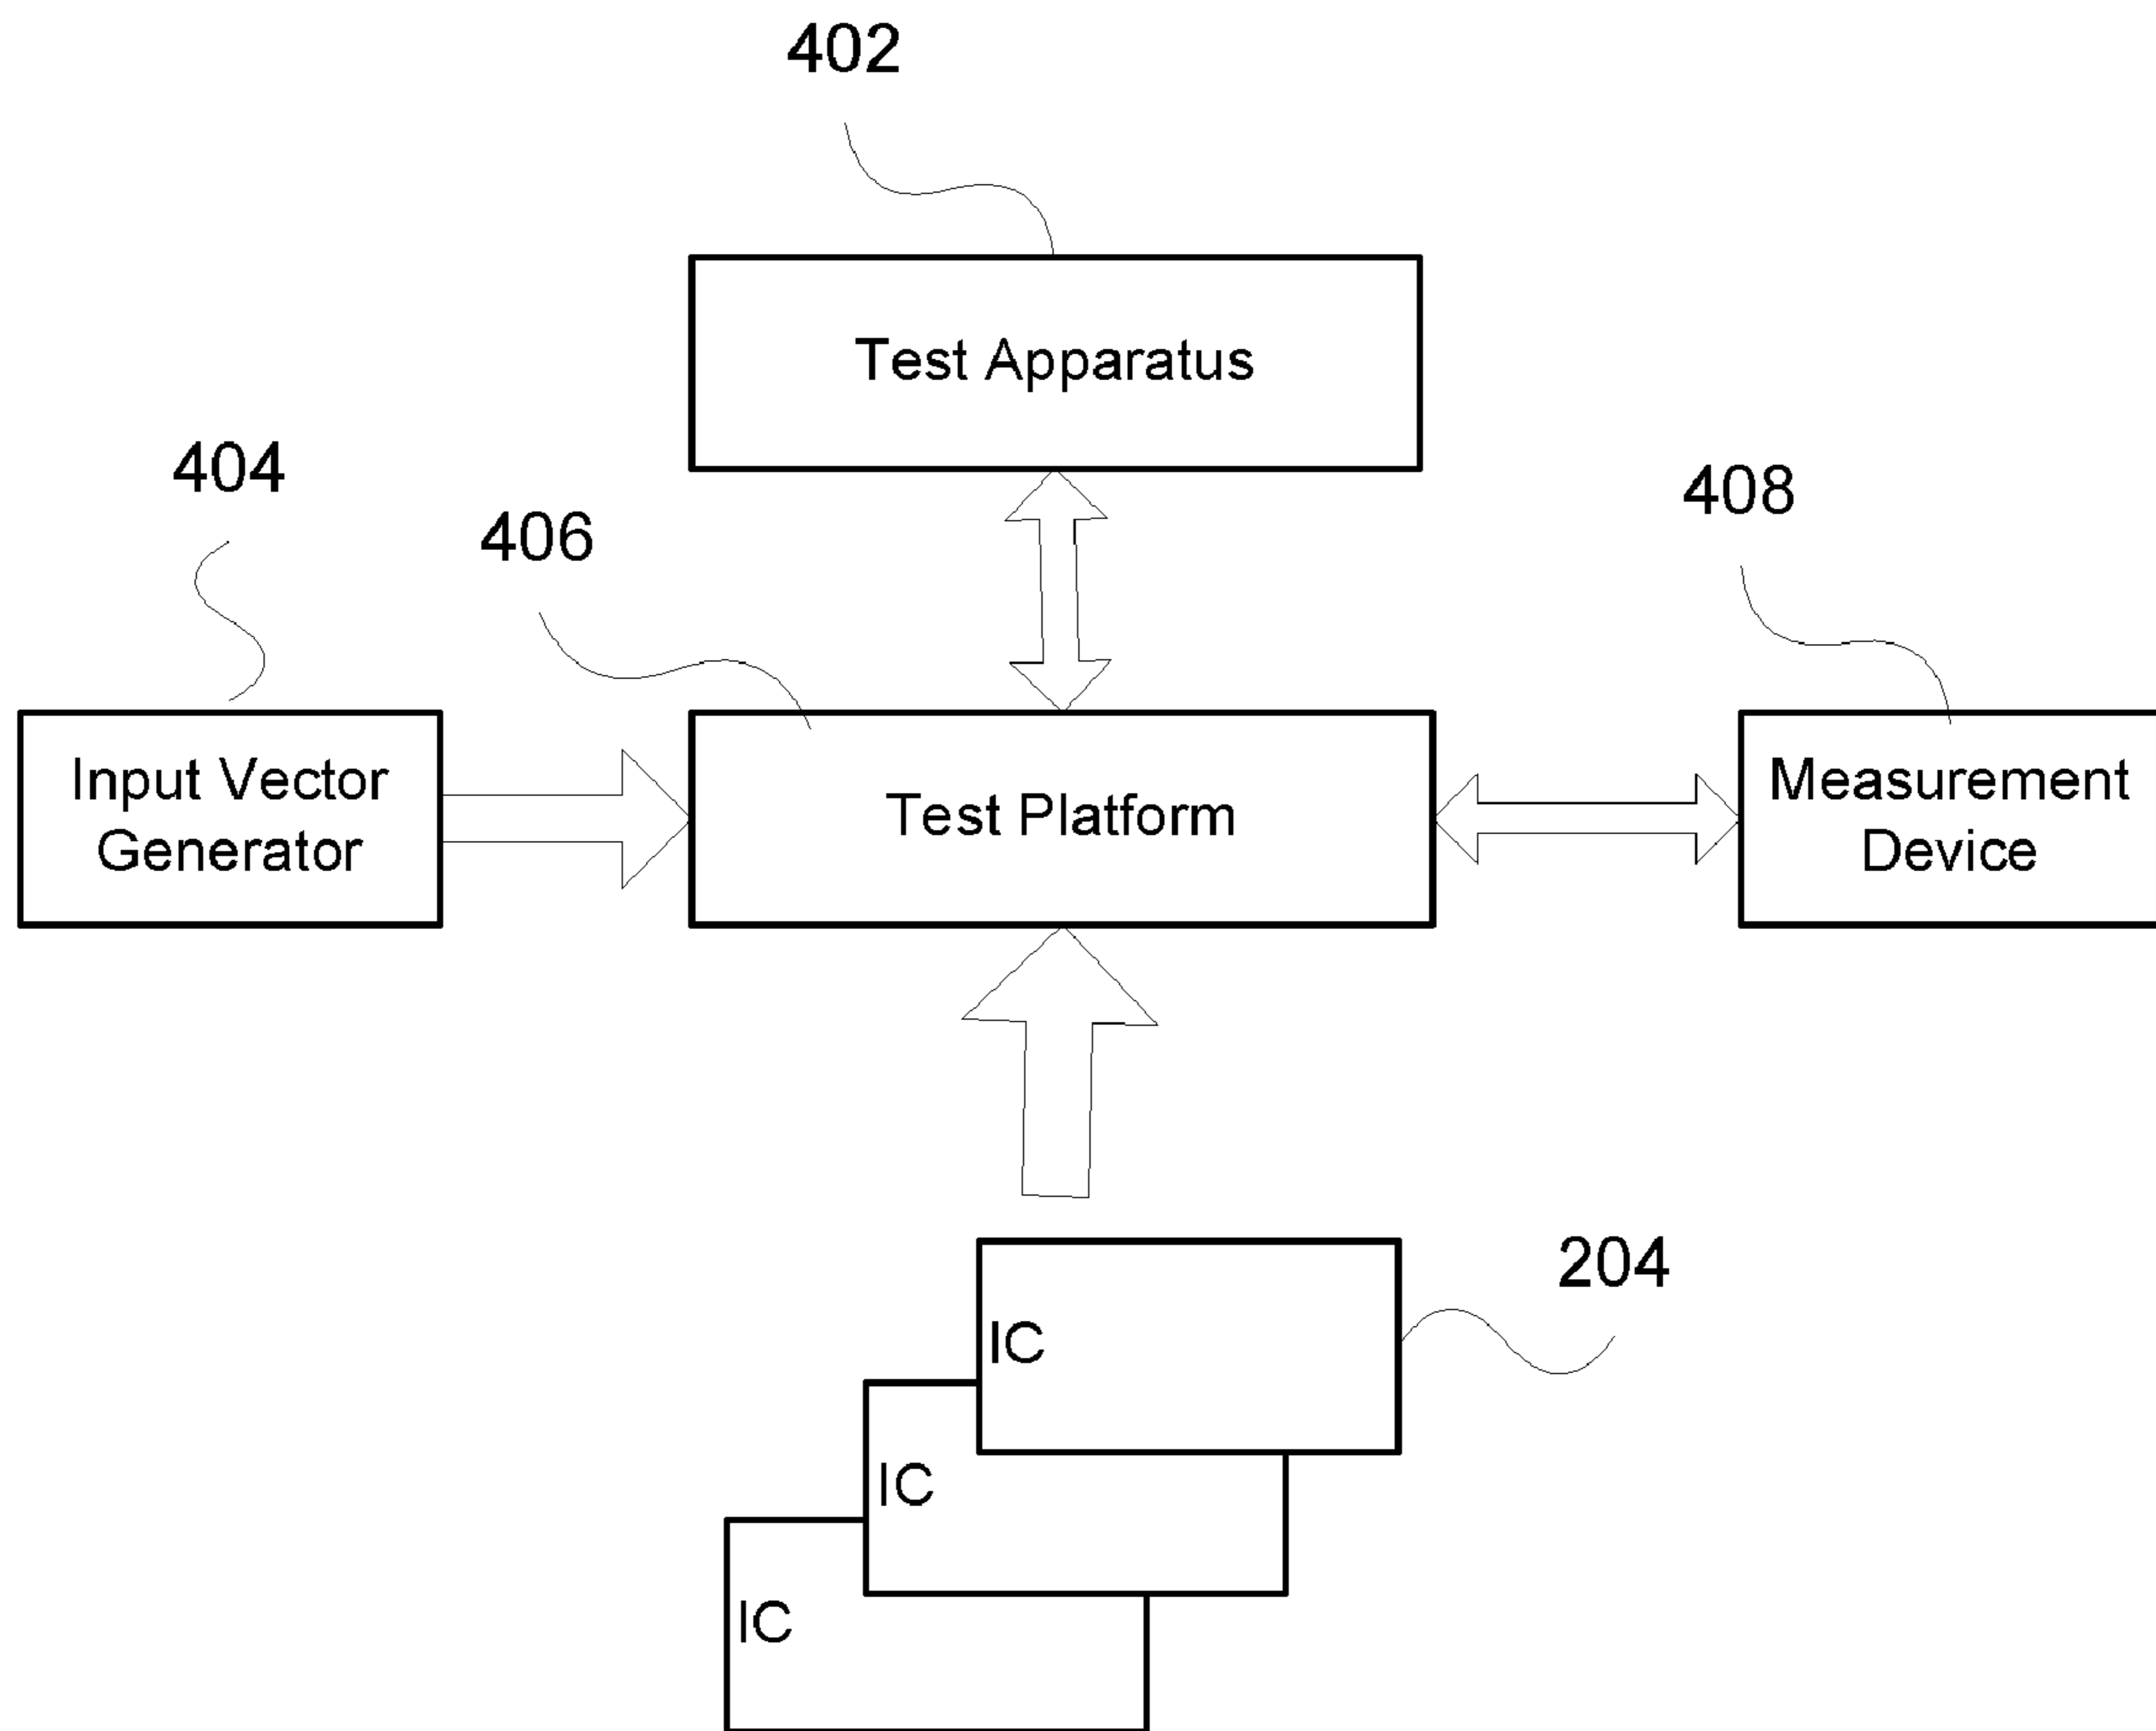 402
Test Apparatus
404
406
408
Input Vector
Generator
Test Platform
Measurement
Device
204
IC
IC
IC